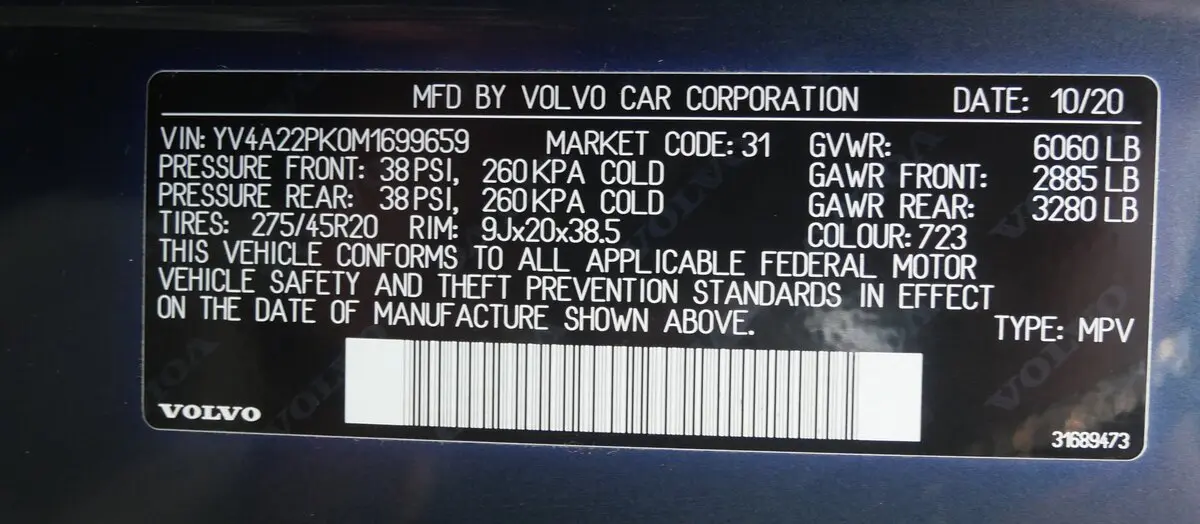 MFD BY VOLVO CAR CORPORATION DATE: 10/20
VIN: YV4A22PK0M1699659 MARKET CODE: 31 GVWR: 6060 LB
PRESSURE FRONT: 38 PSI, 260 KPA COLD GAWR FRONT: 2885 LB
PRESSURE REAR: 38 PSI, 260 KPA COLD GAWR REAR: 3280 LB
TIRES: 275/45R20 RIM: 9Jx20x38.5 COLOUR: 723
THIS VEHICLE CONFORMS TO ALL APPLICABLE FEDERAL MOTOR
VEHICLE SAFETY AND THEFT PREVENTION STANDARDS IN EFFECT
ON THE DATE OF MANUFACTURE SHOWN ABOVE. TYPE: MPV
VOLVO
31689473